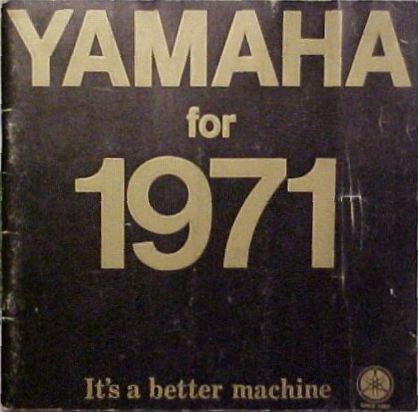 YAMAHA
for
1971
It's a better machine